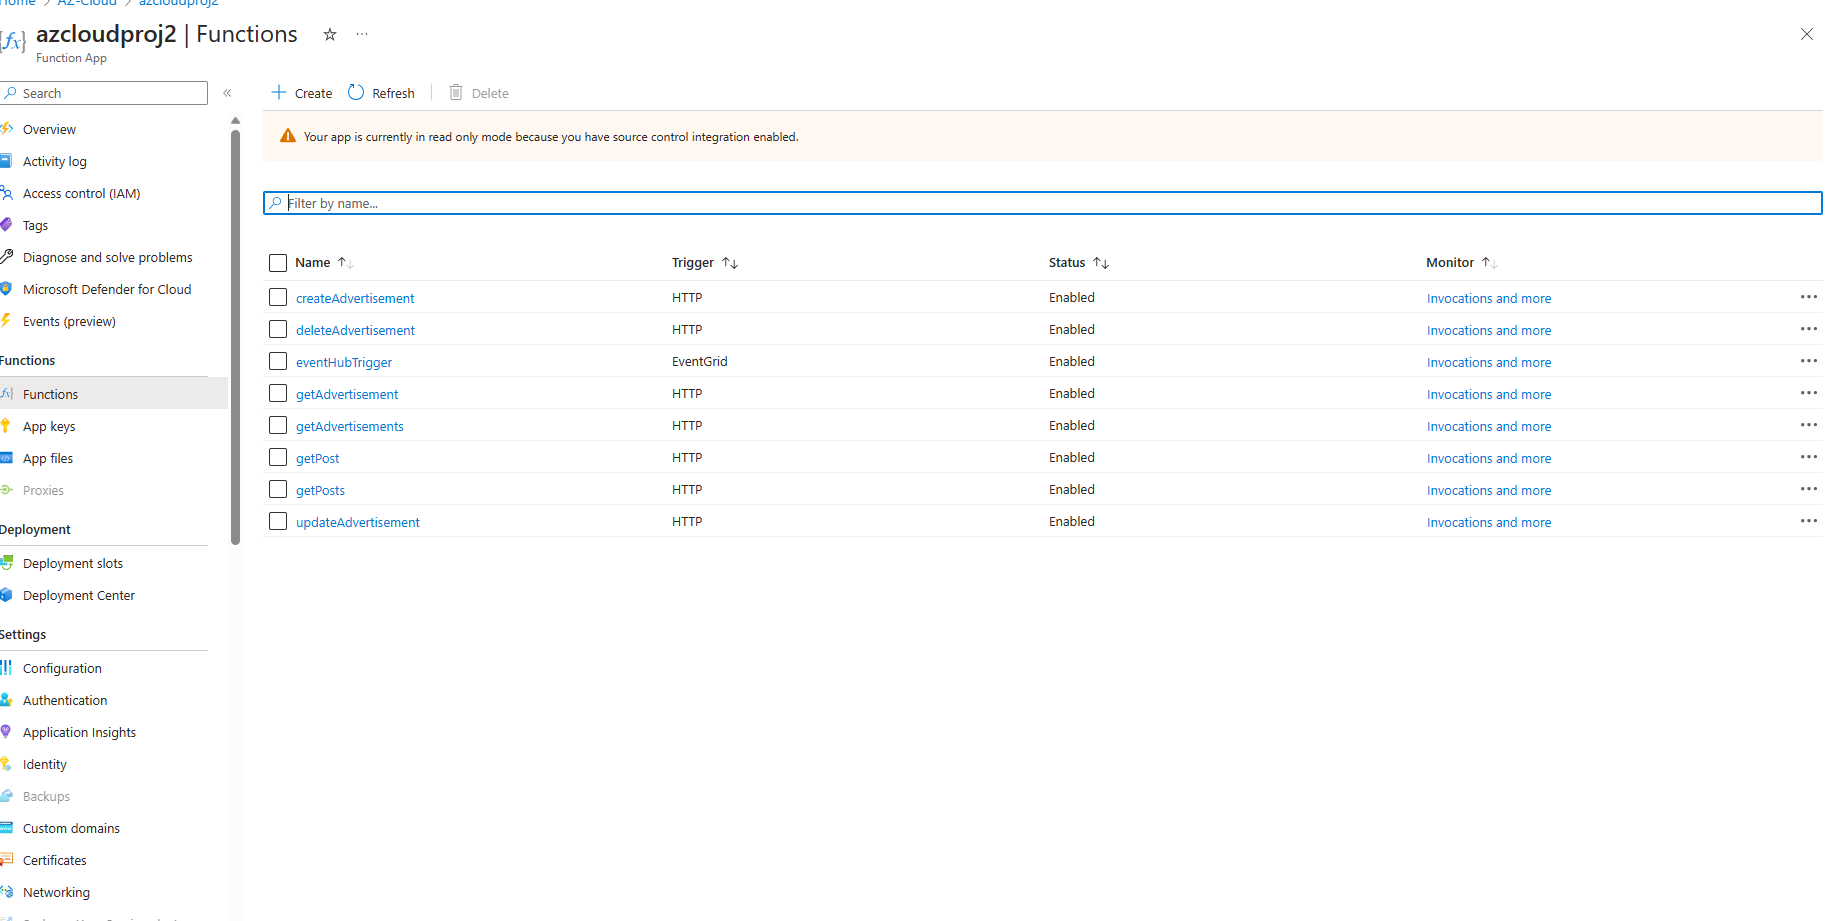 Home > AZ-Cloud > azcloudproj2
azcloudproj2 | Functions
Function App
Search
«
Overview
Activity log
Access control (IAM)
Tags
Diagnose and solve problems
Microsoft Defender for Cloud
Events (preview)
Functions
Functions
App keys
App files
Proxies
Deployment
Deployment slots
Deployment Center
Settings
Configuration
Authentication
Application Insights
Identity
Backups
Custom domains
Certificates
Networking
Create Refresh Delete
Your app is currently in read only mode because you have source control integration enabled.
Filter by name...
Name Trigger Status Monitor
createAdvertisement HTTP Enabled Invocations and more
deleteAdvertisement HTTP Enabled Invocations and more
eventHubTrigger EventGrid Enabled Invocations and more
getAdvertisement HTTP Enabled Invocations and more
getAdvertisements HTTP Enabled Invocations and more
getPost HTTP Enabled Invocations and more
getPosts HTTP Enabled Invocations and more
updateAdvertisement HTTP Enabled Invocations and more